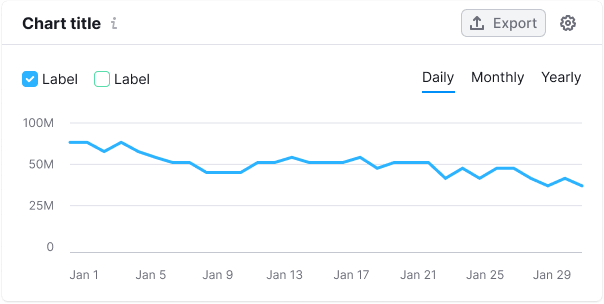 Chart title i Export
Label Label Daily Monthly Yearly
100M
50M
25M
0
Jan 1 Jan 5 Jan 9 Jan 13 Jan 17 Jan 21 Jan 25 Jan 29